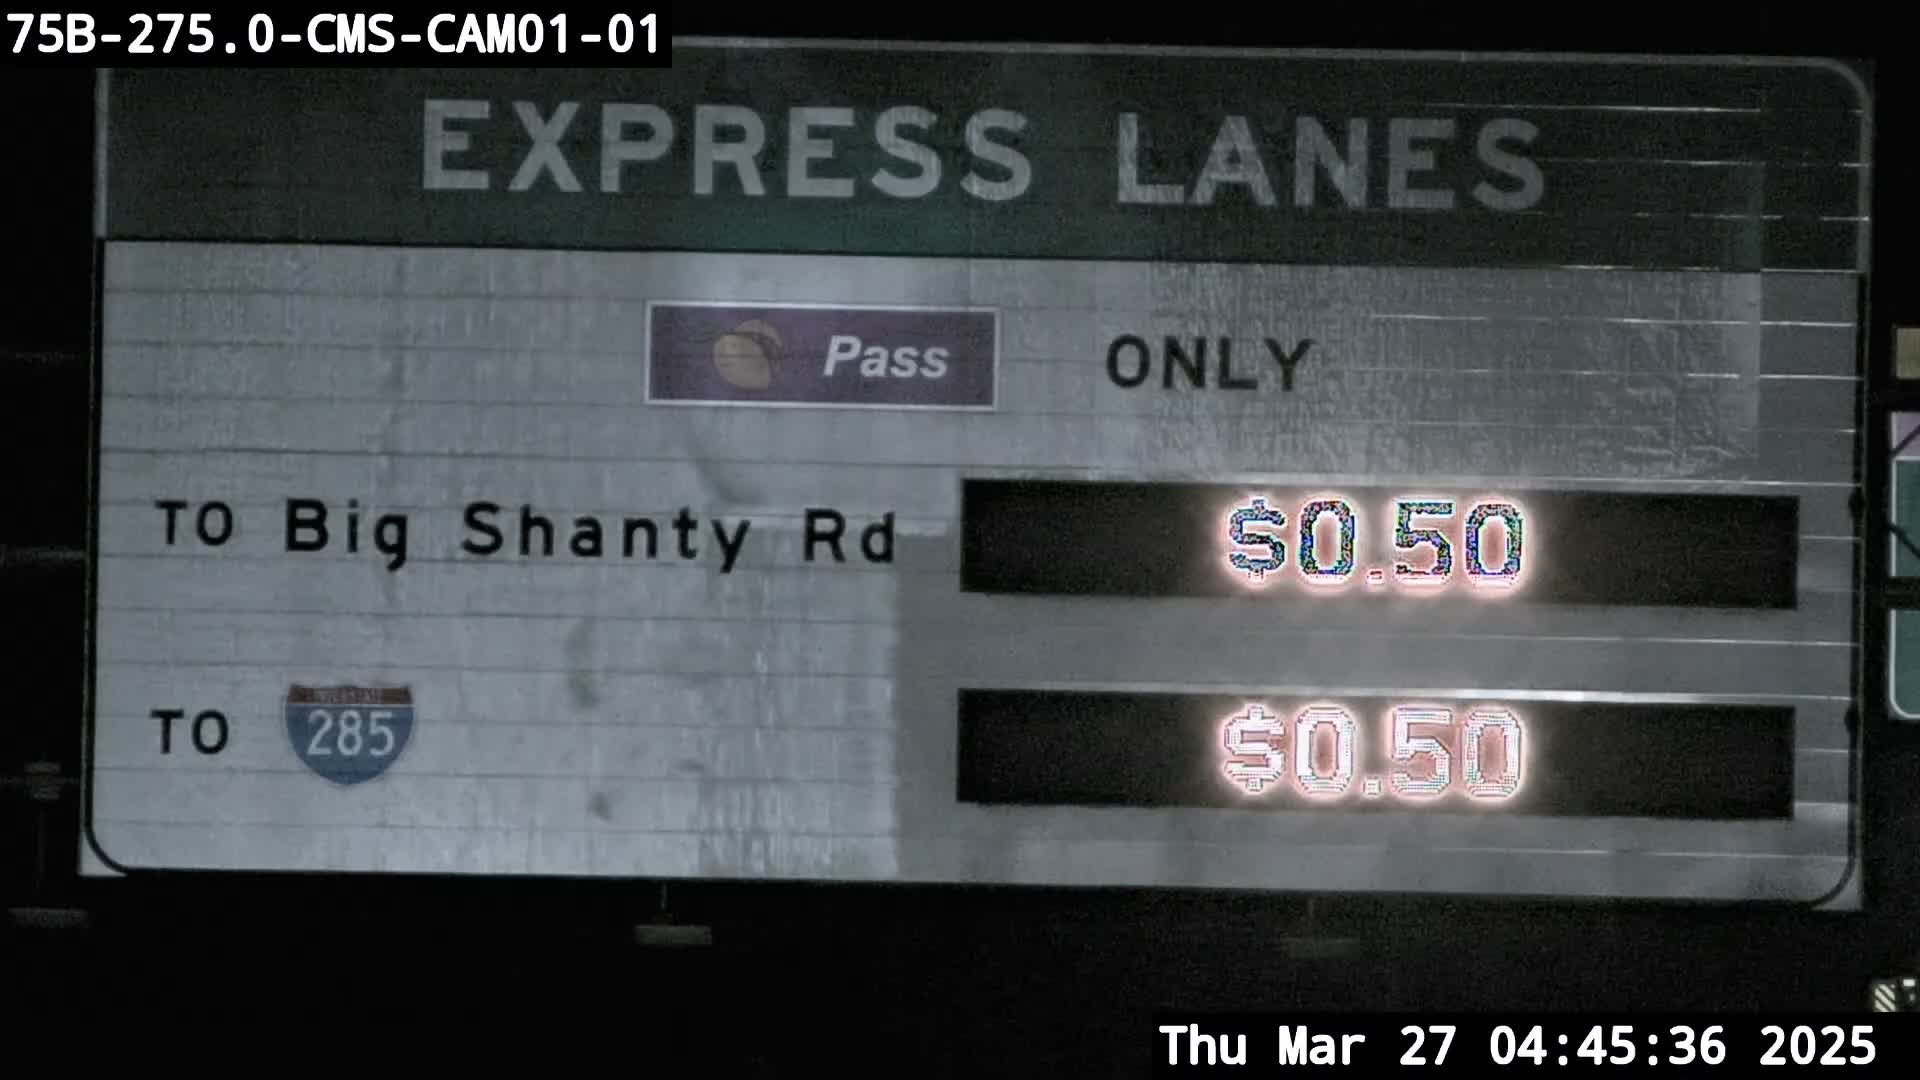 75B-275.0-CMS-CAM01-01
EXPRESS LANES
Pass ONLY
TO Big Shanty Rd $0.50
TO 285 $0.50
Thu Mar 27 04:45:36 2025